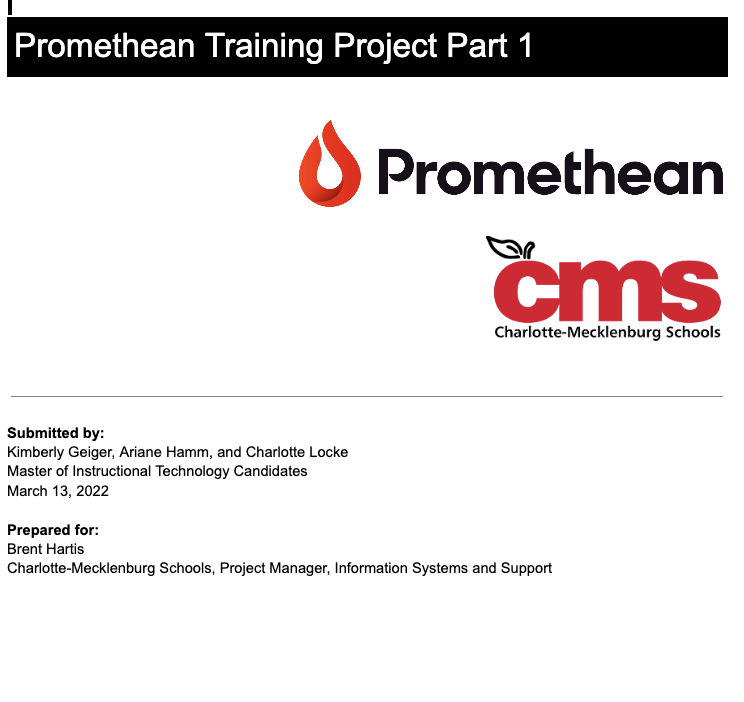 Promethean Training Project Part 1
Promethean
cms
Charlotte-Mecklenburg Schools
Submitted by:
Kimberly Geiger, Ariane Hamm, and Charlotte Locke
Master of Instructional Technology Candidates
March 13, 2022
Prepared for:
Brent Hartis
Charlotte-Mecklenburg Schools, Project Manager, Information Systems and Support